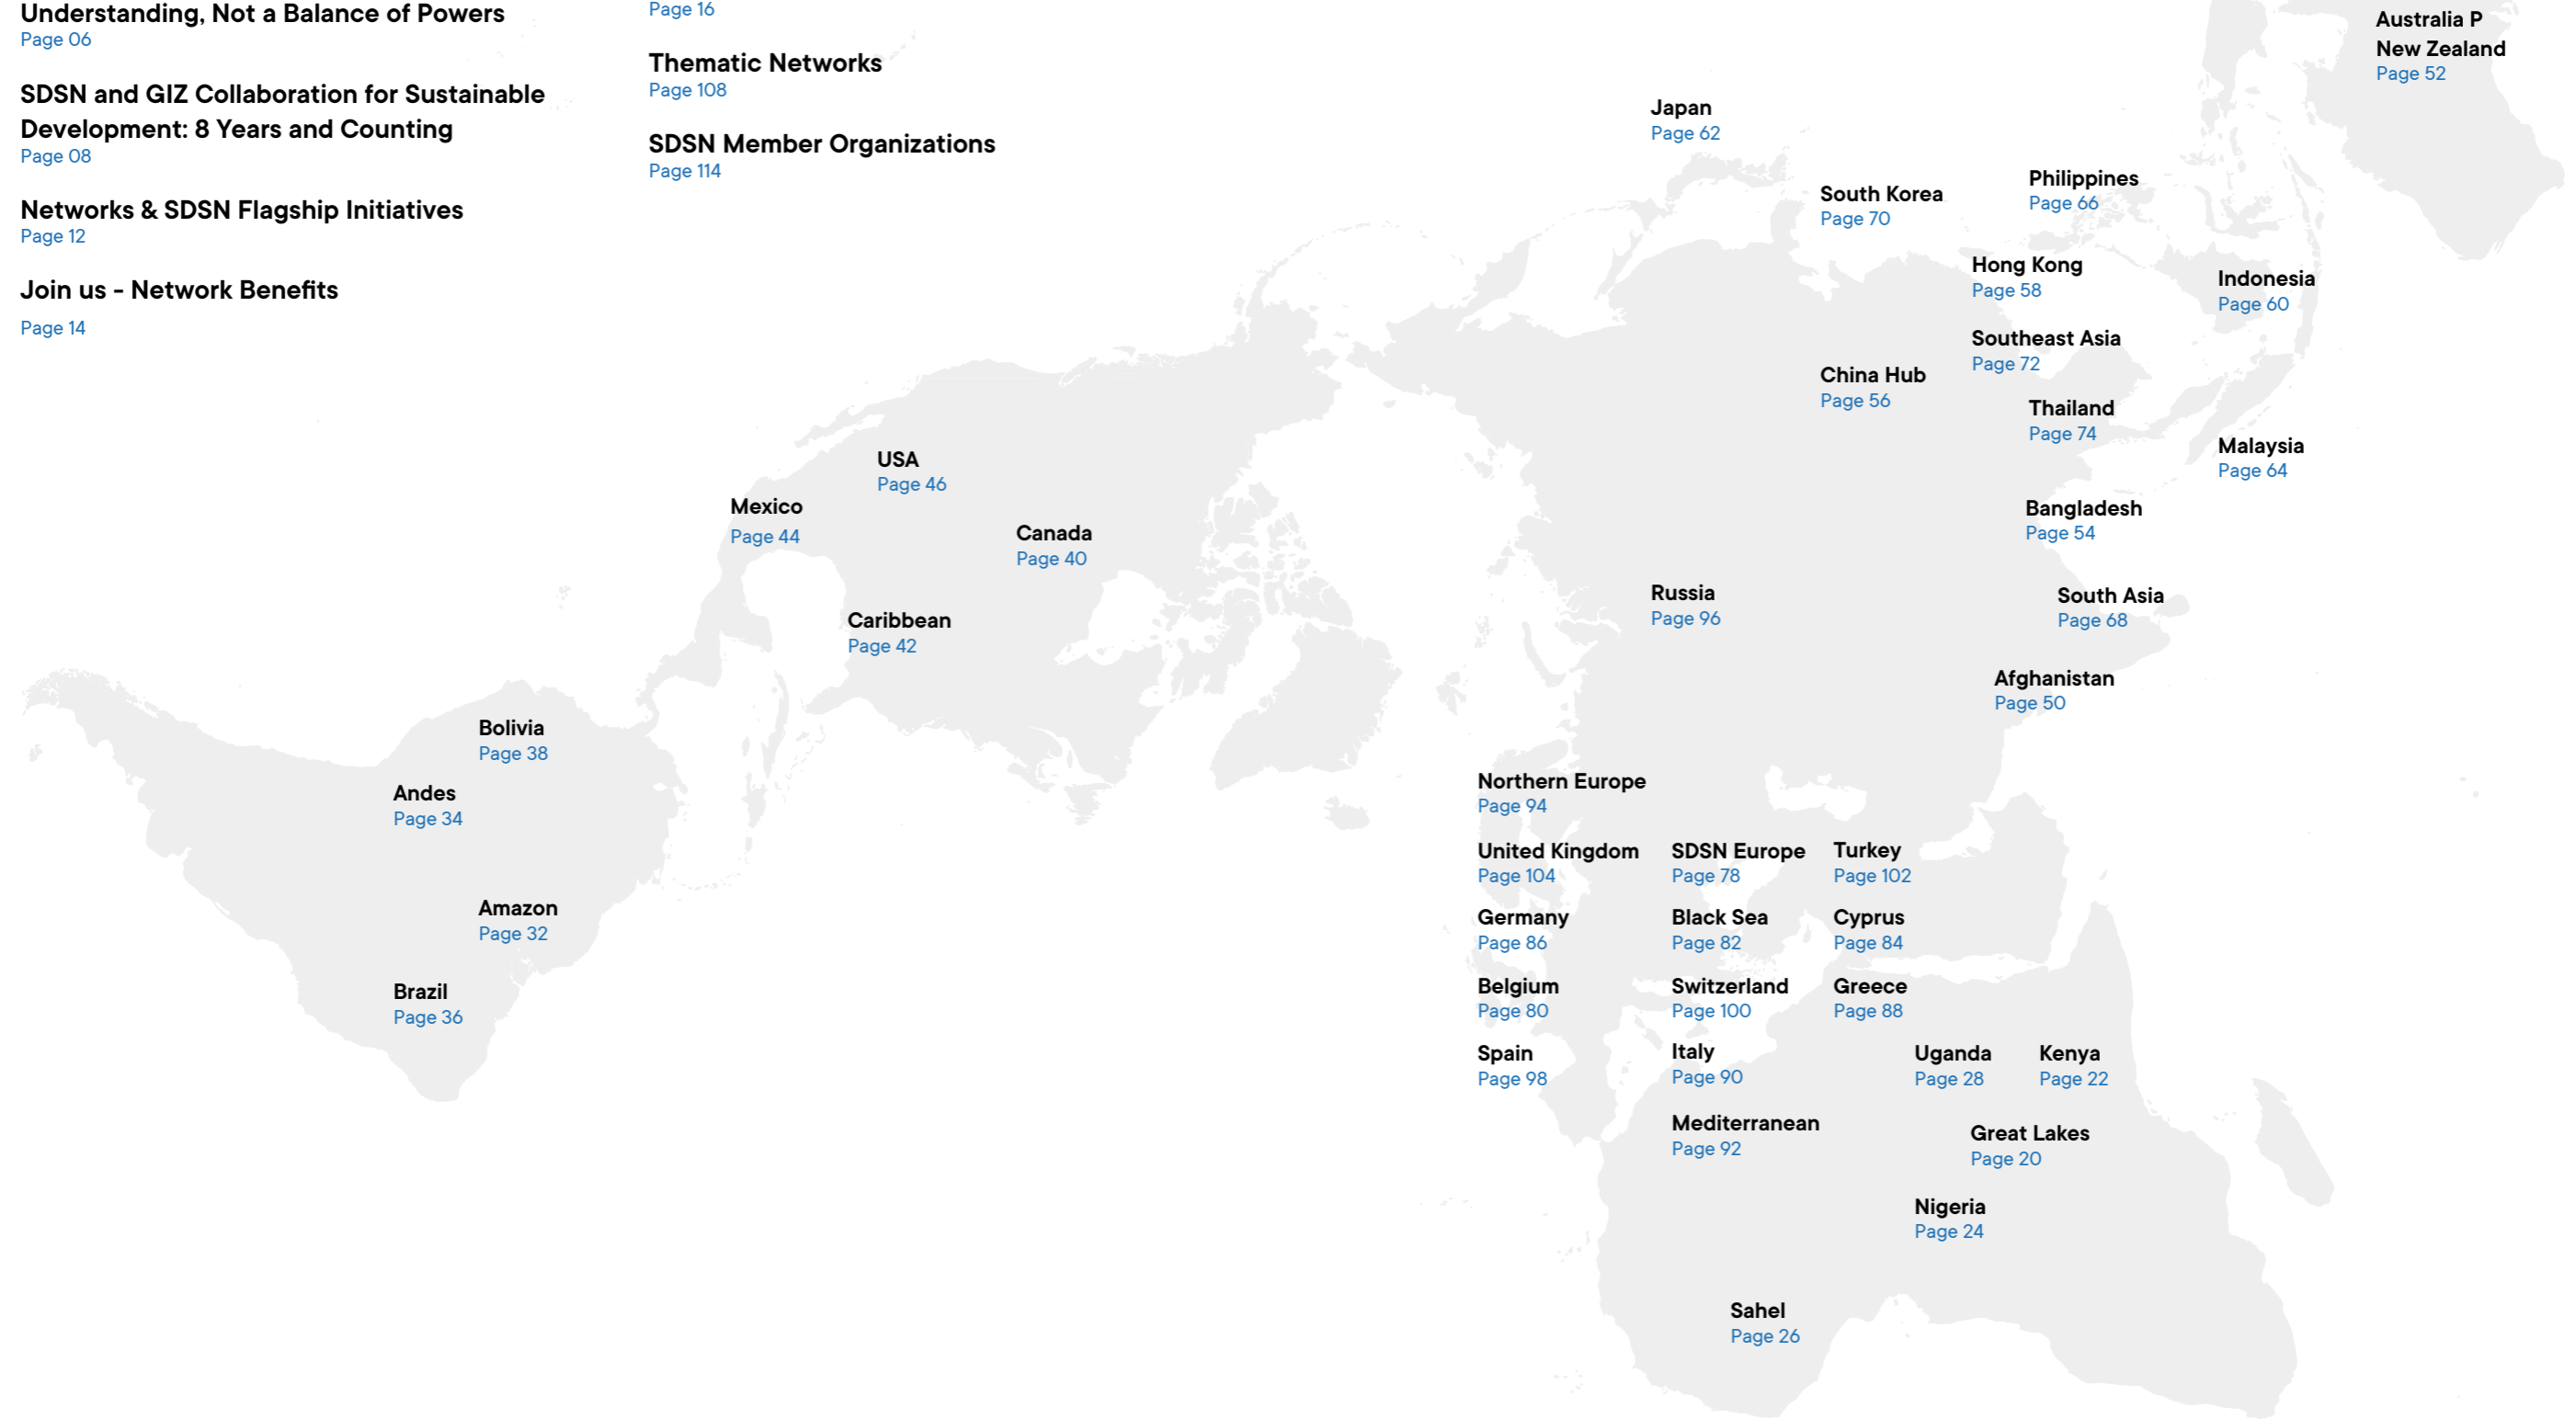 Understanding, Not a Balance of Powers
Page 06
SDSN and GIZ Collaboration for Sustainable
Development: 8 Years and Counting
Page 08
Networks & SDSN Flagship Initiatives
Page 12
Join us - Network Benefits
Page 14
Page 16
Thematic Networks
Page 108
SDSN Member Organizations
Page 114
Australia P
New Zealand
Page 52
Japan
Page 62
South Korea
Page 70
Philippines
Page 66
Hong Kong
Page 58
Indonesia
Page 60
Southeast Asia
Page 72
China Hub
Page 56
Thailand
Page 74
Malaysia
Page 64
Bangladesh
Page 54
Russia
Page 96
South Asia
Page 68
Afghanistan
Page 50
USA
Page 46
Mexico
Page 44
Canada
Page 40
Caribbean
Page 42
Bolivia
Page 38
Andes
Page 34
Amazon
Page 32
Brazil
Page 36
Northern Europe
Page 94
United Kingdom
Page 104
SDSN Europe
Page 78
Turkey
Page 102
Germany
Page 86
Black Sea
Page 82
Cyprus
Page 84
Belgium
Page 80
Switzerland
Page 100
Greece
Page 88
Spain
Page 98
Italy
Page 90
Uganda
Page 28
Kenya
Page 22
Mediterranean
Page 92
Great Lakes
Page 20
Nigeria
Page 24
Sahel
Page 26